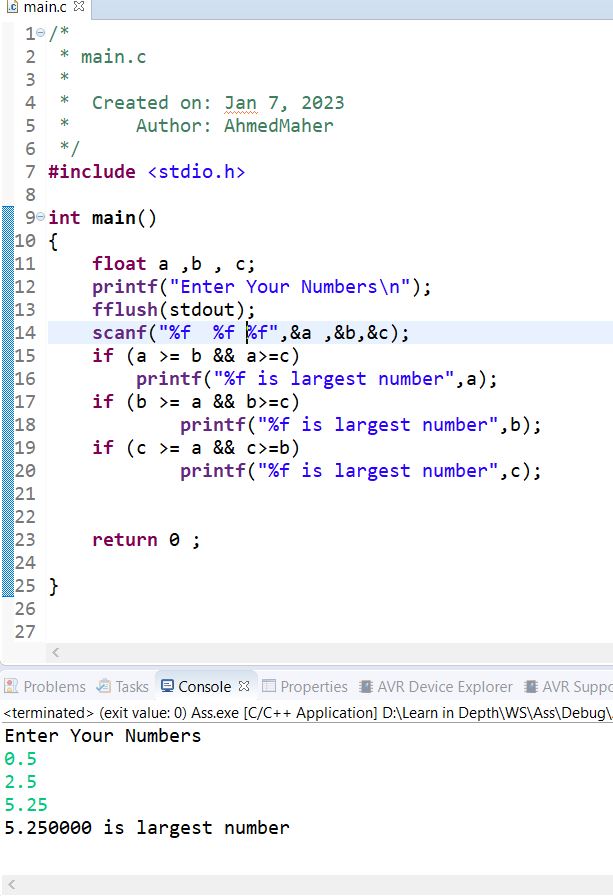 main.c
1 /*
2  * main.c
3  *
4  *  Created on: Jan 7, 2023
5  *      Author: AhmedMaher
6  */
7 #include <stdio.h>
8
9 int main()
10 {
11     float a ,b , c;
12     printf("Enter Your Numbers\n");
13     fflush(stdout);
14     scanf("%f  %f %f",&a ,&b,&c);
15     if (a >= b && a>=c)
16         printf("%f is largest number",a);
17     if (b >= a && b>=c)
18             printf("%f is largest number",b);
19     if (c >= a && c>=b)
20             printf("%f is largest number",c);
21
22
23     return 0 ;
24
25 }
26
27
Problems Tasks Console Properties AVR Device Explorer AVR Suppo
<terminated> (exit value: 0) Ass.exe [C/C++ Application] D:\Learn in Depth\WS\Ass\Debug\
Enter Your Numbers
0.5
2.5
5.25
5.250000 is largest number